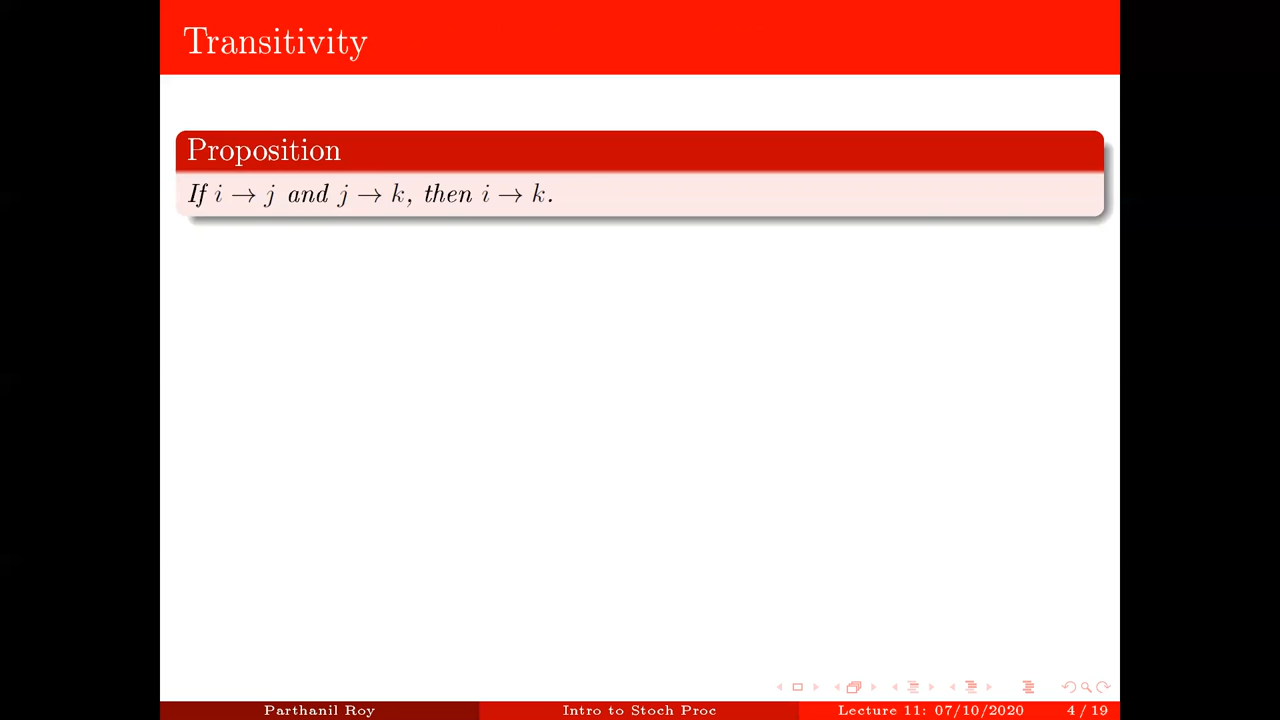 Transitivity
Proposition
If i → j and j → k, then i → k.
Parthanil Roy
Intro to Stoch Proc
Lecture 11: 07/10/2020
4 / 19